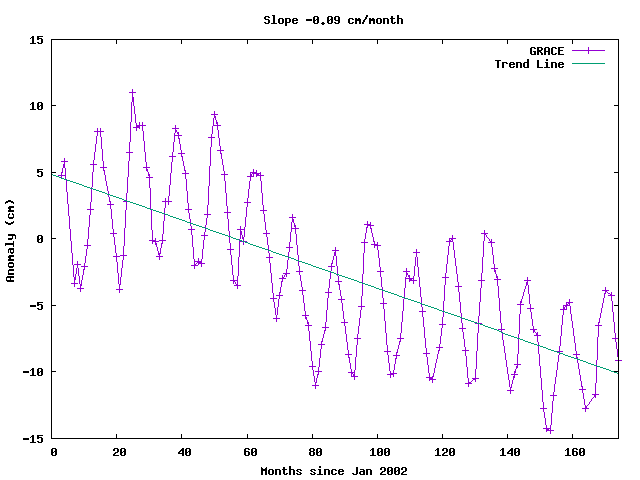 Slope -0.09 cm/month
GRACE
Trend Line
Anomaly (cm)
15
10
5
0
-5
-10
-15
0 20 40 60 80 100 120 140 160
Months since Jan 2002